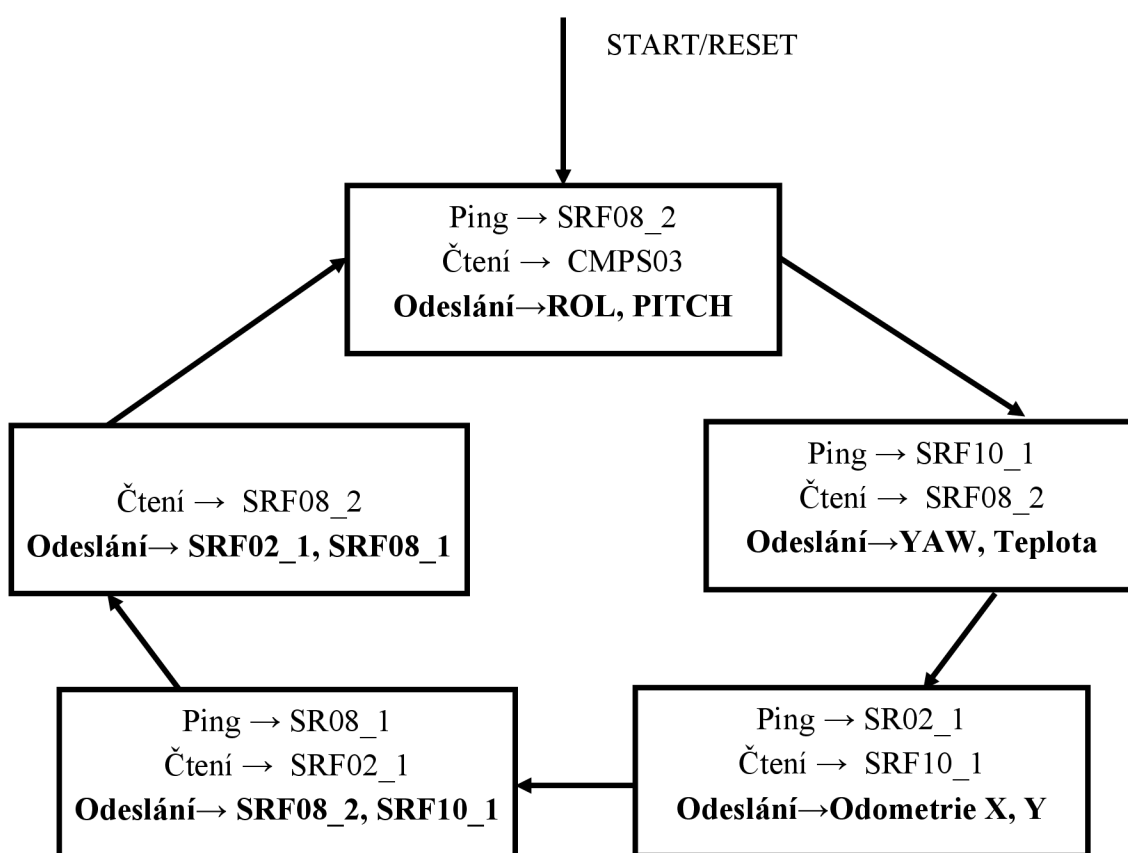 START/RESET
Ping → SRF08_2
Čtení → CMPS03
Odeslání→ROL, PITCH
Ping → SRF10_1
Čtení → SRF08_2
Odeslání→YAW, Teplota
Čtení → SRF08_2
Odeslání→ SRF02_1, SRF08_1
Ping → SR08_1
Čtení → SRF02_1
Odeslání→ SRF08_2, SRF10_1
Ping → SR02_1
Čtení → SRF10_1
Odeslání→Odometrie X, Y